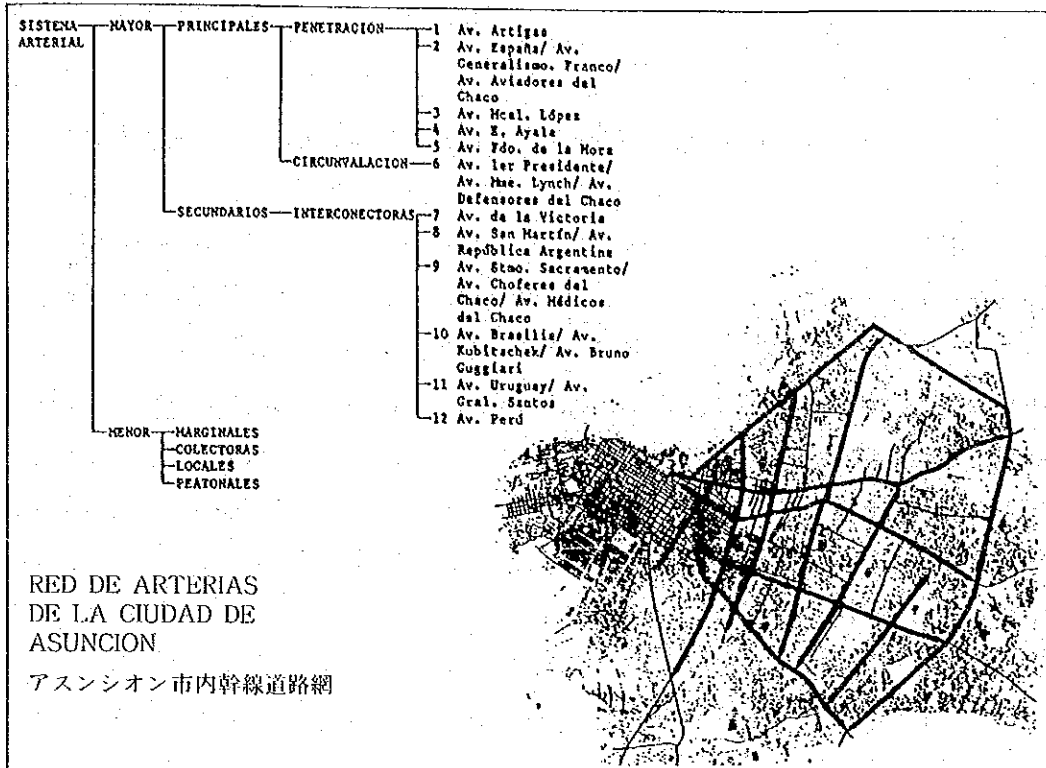 SISTEMA ARTERIAL
MAYOR
PRINCIPALES
PENETRACIÓN
1 Av. Artigas
2 Av. España/ Av.
Generalismo. Franco/
Av. Aviadores del
Chaco
3 Av. Mcal. López
4 Av. E. Ayala
5 Av. Fdo. de la Mora
CIRCUNVALACION
6 Av. 1er Presidente/
Av. Mme. Lynch/ Av.
Defensores del Chaco
SECUNDARIOS
INTERCONECTORAS
7 Av. de la Victoria
8 Av. San Martín/ Av.
República Argentina
9 Av. Stmo. Sacramento/
Av. Choferes del
Chaco/ Av. Médicos
del Chaco
10 Av. Brasilia/ Av.
Kubitschek/ Av. Bruno
Guggiari
11 Av. Uruguay/ Av.
Gral. Santos
12 Av. Perú
MENOR
MARGINALES
COLECTORAS
LOCALES
PEATONALES
RED DE ARTERIAS
DE LA CIUDAD DE
ASUNCION
アスンシオン市内幹線道路網